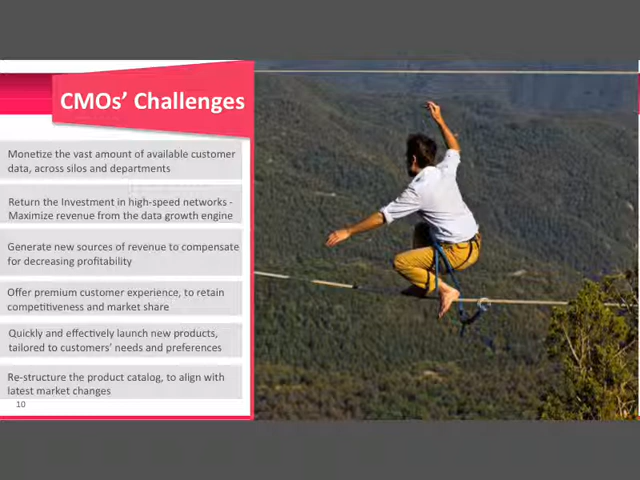 CMOs' Challenges
Monetize the vast amount of available customer
data, across silos and departments
Return the Investment in high-speed networks -
Maximize revenue from the data growth engine
Generate new sources of revenue to compensate
for decreasing profitability
Offer premium customer experience, to retain
competitiveness and market share
Quickly and effectively launch new products,
tailored to customers' needs and preferences
Re-structure the product catalog, to align with
latest market changes
10